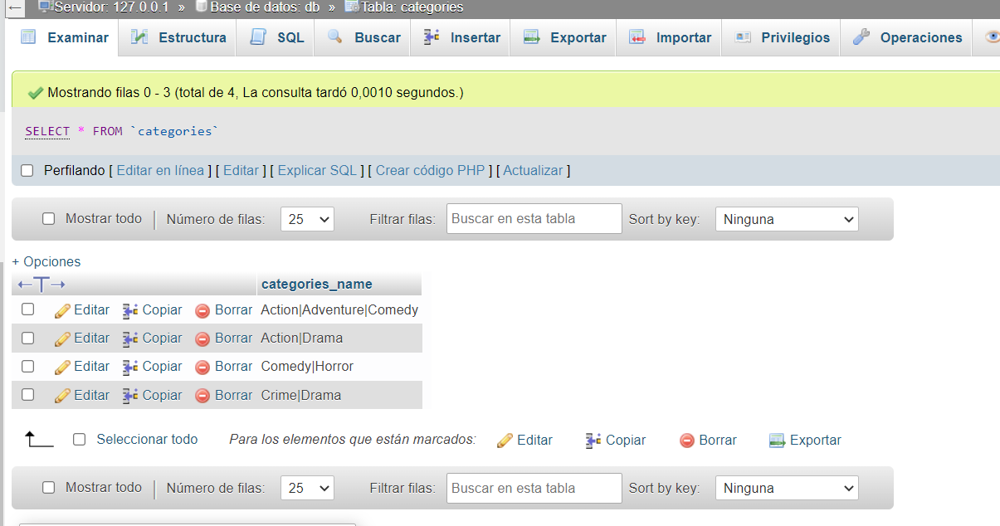 Servidor: 127.0.0.1 » Base de datos: db » Tabla: categories
Examinar Estructura SQL Buscar Insertar Exportar Importar Privilegios Operaciones
Mostrando filas 0 - 3 (total de 4, La consulta tardó 0,0010 segundos.)
SELECT * FROM `categories`
Perfilando [ Editar en línea ] [ Editar ] [ Explicar SQL ] [ Crear código PHP ] [ Actualizar ]
Mostrar todo | Número de filas: 25 Filtrar filas: Buscar en esta tabla Sort by key: Ninguna
+ Opciones
←T→ categories_name
Editar Copiar Borrar Action|Adventure|Comedy
Editar Copiar Borrar Action|Drama
Editar Copiar Borrar Comedy|Horror
Editar Copiar Borrar Crime|Drama
Seleccionar todo Para los elementos que están marcados: Editar Copiar Borrar Exportar
Mostrar todo | Número de filas: 25 Filtrar filas: Buscar en esta tabla Sort by key: Ninguna